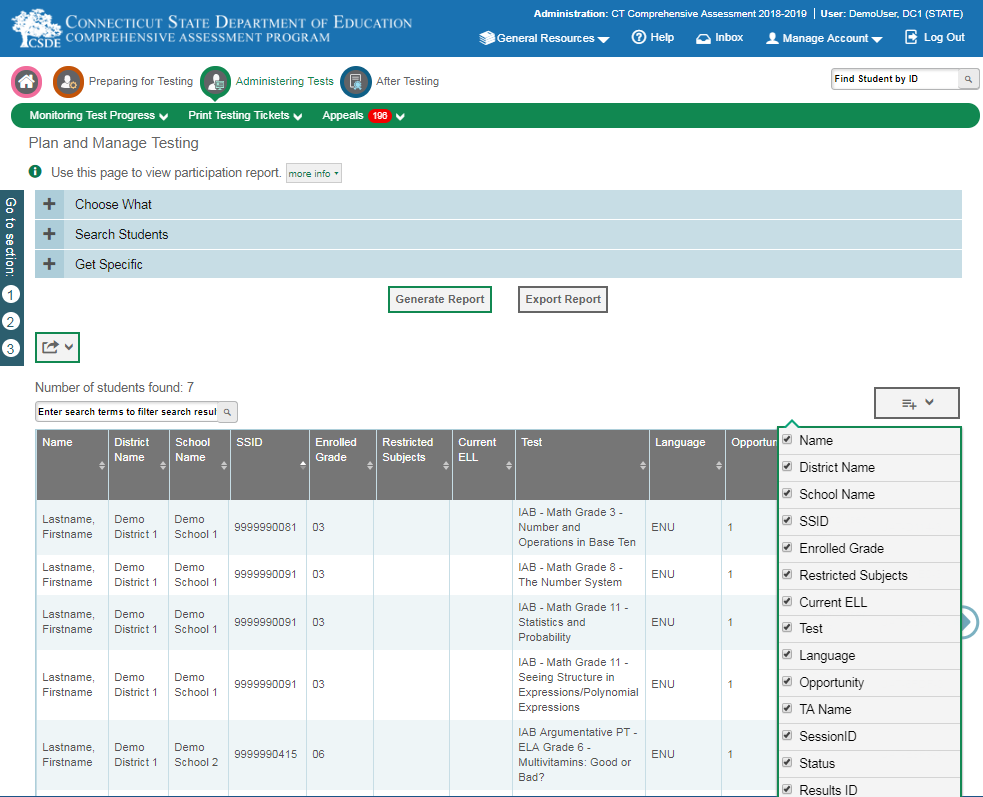 CONNECTICUT STATE DEPARTMENT OF EDUCATION
COMPREHENSIVE ASSESSMENT PROGRAM
CSDE
Administration: CT Comprehensive Assessment 2018-2019 | User: DemoUser, DC1 (STATE)
General Resources Help Inbox Manage Account Log Out
Preparing for Testing Administering Tests After Testing
Find Student by ID
Monitoring Test Progress Print Testing Tickets Appeals 196
Plan and Manage Testing
Use this page to view participation report. more info
Go to section:
1
2
3
Choose What
Search Students
Get Specific
Generate Report Export Report
Number of students found: 7
Enter search terms to filter search resul
Name District Name School Name SSID Enrolled Grade Restricted Subjects Current ELL Test Language Opportun
Lastname, Firstname Demo District 1 Demo School 1 9999990081 03 IAB - Math Grade 3 - Number and Operations in Base Ten ENU 1
Lastname, Firstname Demo District 1 Demo School 1 9999990091 03 IAB - Math Grade 8 - The Number System ENU 1
Lastname, Firstname Demo District 1 Demo School 1 9999990091 03 IAB - Math Grade 11 - Statistics and Probability ENU 1
Lastname, Firstname Demo District 1 Demo School 1 9999990091 03 IAB - Math Grade 11 - Seeing Structure in Expressions/Polynomial Expressions ENU 1
Lastname, Firstname Demo District 1 Demo School 2 9999990415 06 IAB Argumentative PT - ELA Grade 6 - Multivitamins: Good or Bad? ENU 1
Name
District Name
School Name
SSID
Enrolled Grade
Restricted Subjects
Current ELL
Test
Language
Opportunity
TA Name
SessionID
Status
Results ID